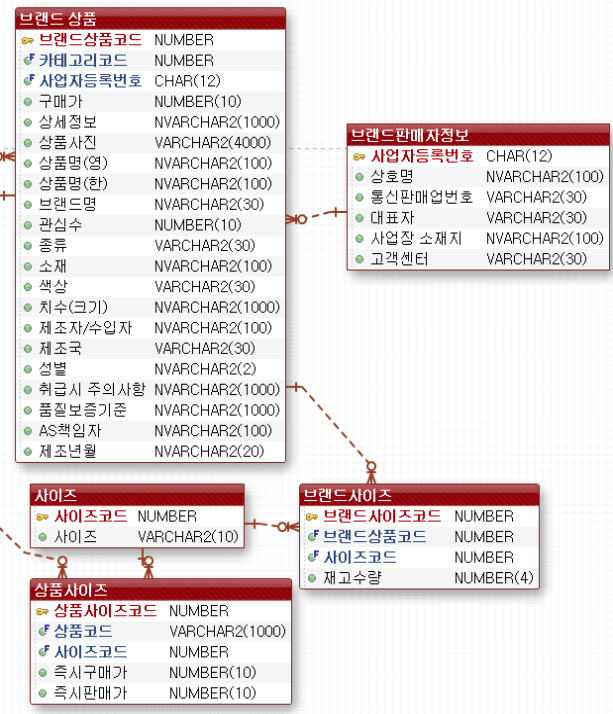 브랜드 상품
브랜드상품코드 NUMBER
카테고리코드 NUMBER
사업자등록번호 CHAR(12)
구매가 NUMBER(10)
상세정보 NVARCHAR2(1000)
상품사진 VARCHAR2(4000)
상품명(영) NVARCHAR2(100)
상품명(한) NVARCHAR2(100)
브랜드명 NVARCHAR2(30)
관심수 NUMBER(10)
종류 VARCHAR2(30)
소재 NVARCHAR2(100)
색상 VARCHAR2(30)
치수(크기) NVARCHAR2(1000)
제조자/수입자 NVARCHAR2(100)
제조국 VARCHAR2(30)
성별 NVARCHAR2(2)
취급시 주의사항 NVARCHAR2(1000)
품질보증기준 NVARCHAR2(1000)
AS책임자 NVARCHAR2(100)
제조년월 NVARCHAR2(20)
브랜드판매자정보
사업자등록번호 CHAR(12)
상호명 NVARCHAR2(100)
통신판매업번호 VARCHAR2(30)
대표자 VARCHAR2(30)
사업장 소재지 NVARCHAR2(100)
고객센터 VARCHAR2(30)
사이즈
사이즈코드 NUMBER
사이즈 VARCHAR2(10)
브랜드사이즈
브랜드사이즈코드 NUMBER
브랜드상품코드 NUMBER
사이즈코드 NUMBER
재고수량 NUMBER(4)
상품사이즈
상품사이즈코드 NUMBER
상품코드 VARCHAR2(1000)
사이즈코드 NUMBER
즉시구매가 NUMBER(10)
즉시판매가 NUMBER(10)